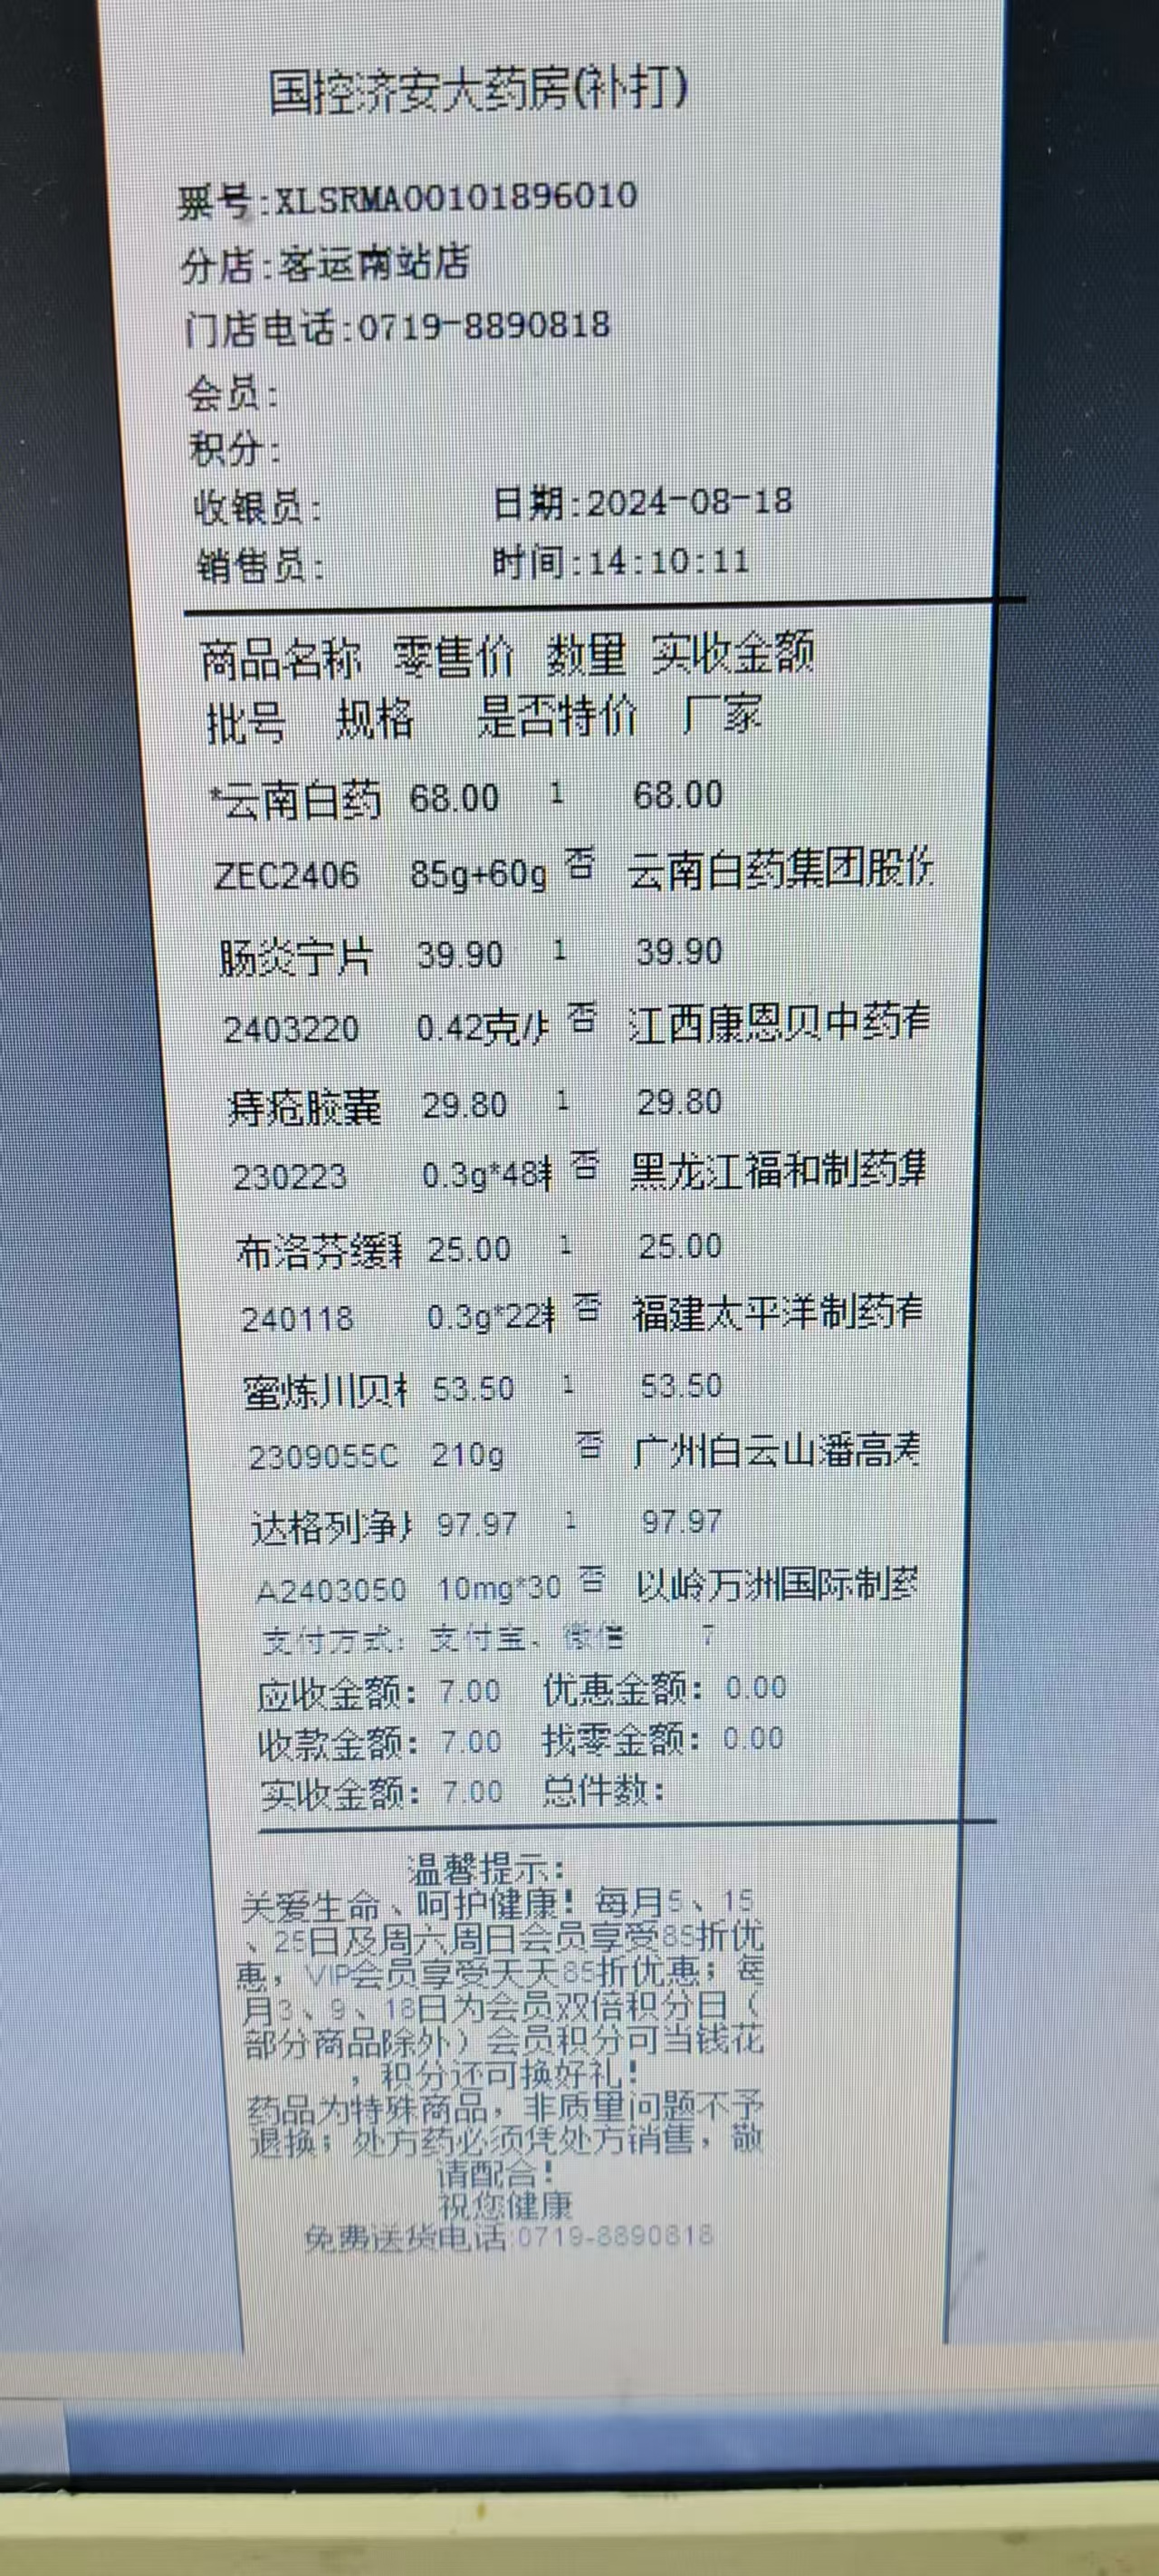 国控济安大药房(补打)
票号:XLSRMA00101896010
分店:客运南站店
门店电话:0719-8890818
会员:
积分:
收银员: 日期:2024-08-18
销售员: 时间:14:10:11
商品名称 零售价 数量 实收金额
批号 规格 是否特价 厂家
*云南白药 68.00 1 68.00
ZEC2406 85g+60g 否 云南白药集团股份
肠炎宁片 39.90 1 39.90
2403220 0.42克/片 否 江西康恩贝中药有
痔疮胶囊 29.80 1 29.80
230223 0.3g*48 否 黑龙江福和制药集
布洛芬缓释 25.00 1 25.00
240118 0.3g*22 否 福建太平洋制药有
蜜炼川贝 53.50 1 53.50
2309055C 210g 否 广州白云山潘高寿
达格列净片 97.97 1 97.97
A2403050 10mg*30 否 以岭万洲国际制药
支付方式: 支付宝、微信 7
应收金额: 7.00 优惠金额: 0.00
收款金额: 7.00 找零金额: 0.00
实收金额: 7.00 总件数:
温馨提示:
关爱生命、呵护健康! 每月5、15
、25日及周六周日会员享受85折优
惠, VIP会员享受天天85折优惠; 每
月3、9、18日为会员双倍积分日(
部分商品除外) 会员积分可当钱花
, 积分还可换好礼!
药品为特殊商品, 非质量问题不予
退换; 处方药必须凭处方销售, 敬
请配合!
祝您健康
免费送货电话:0719-8890818